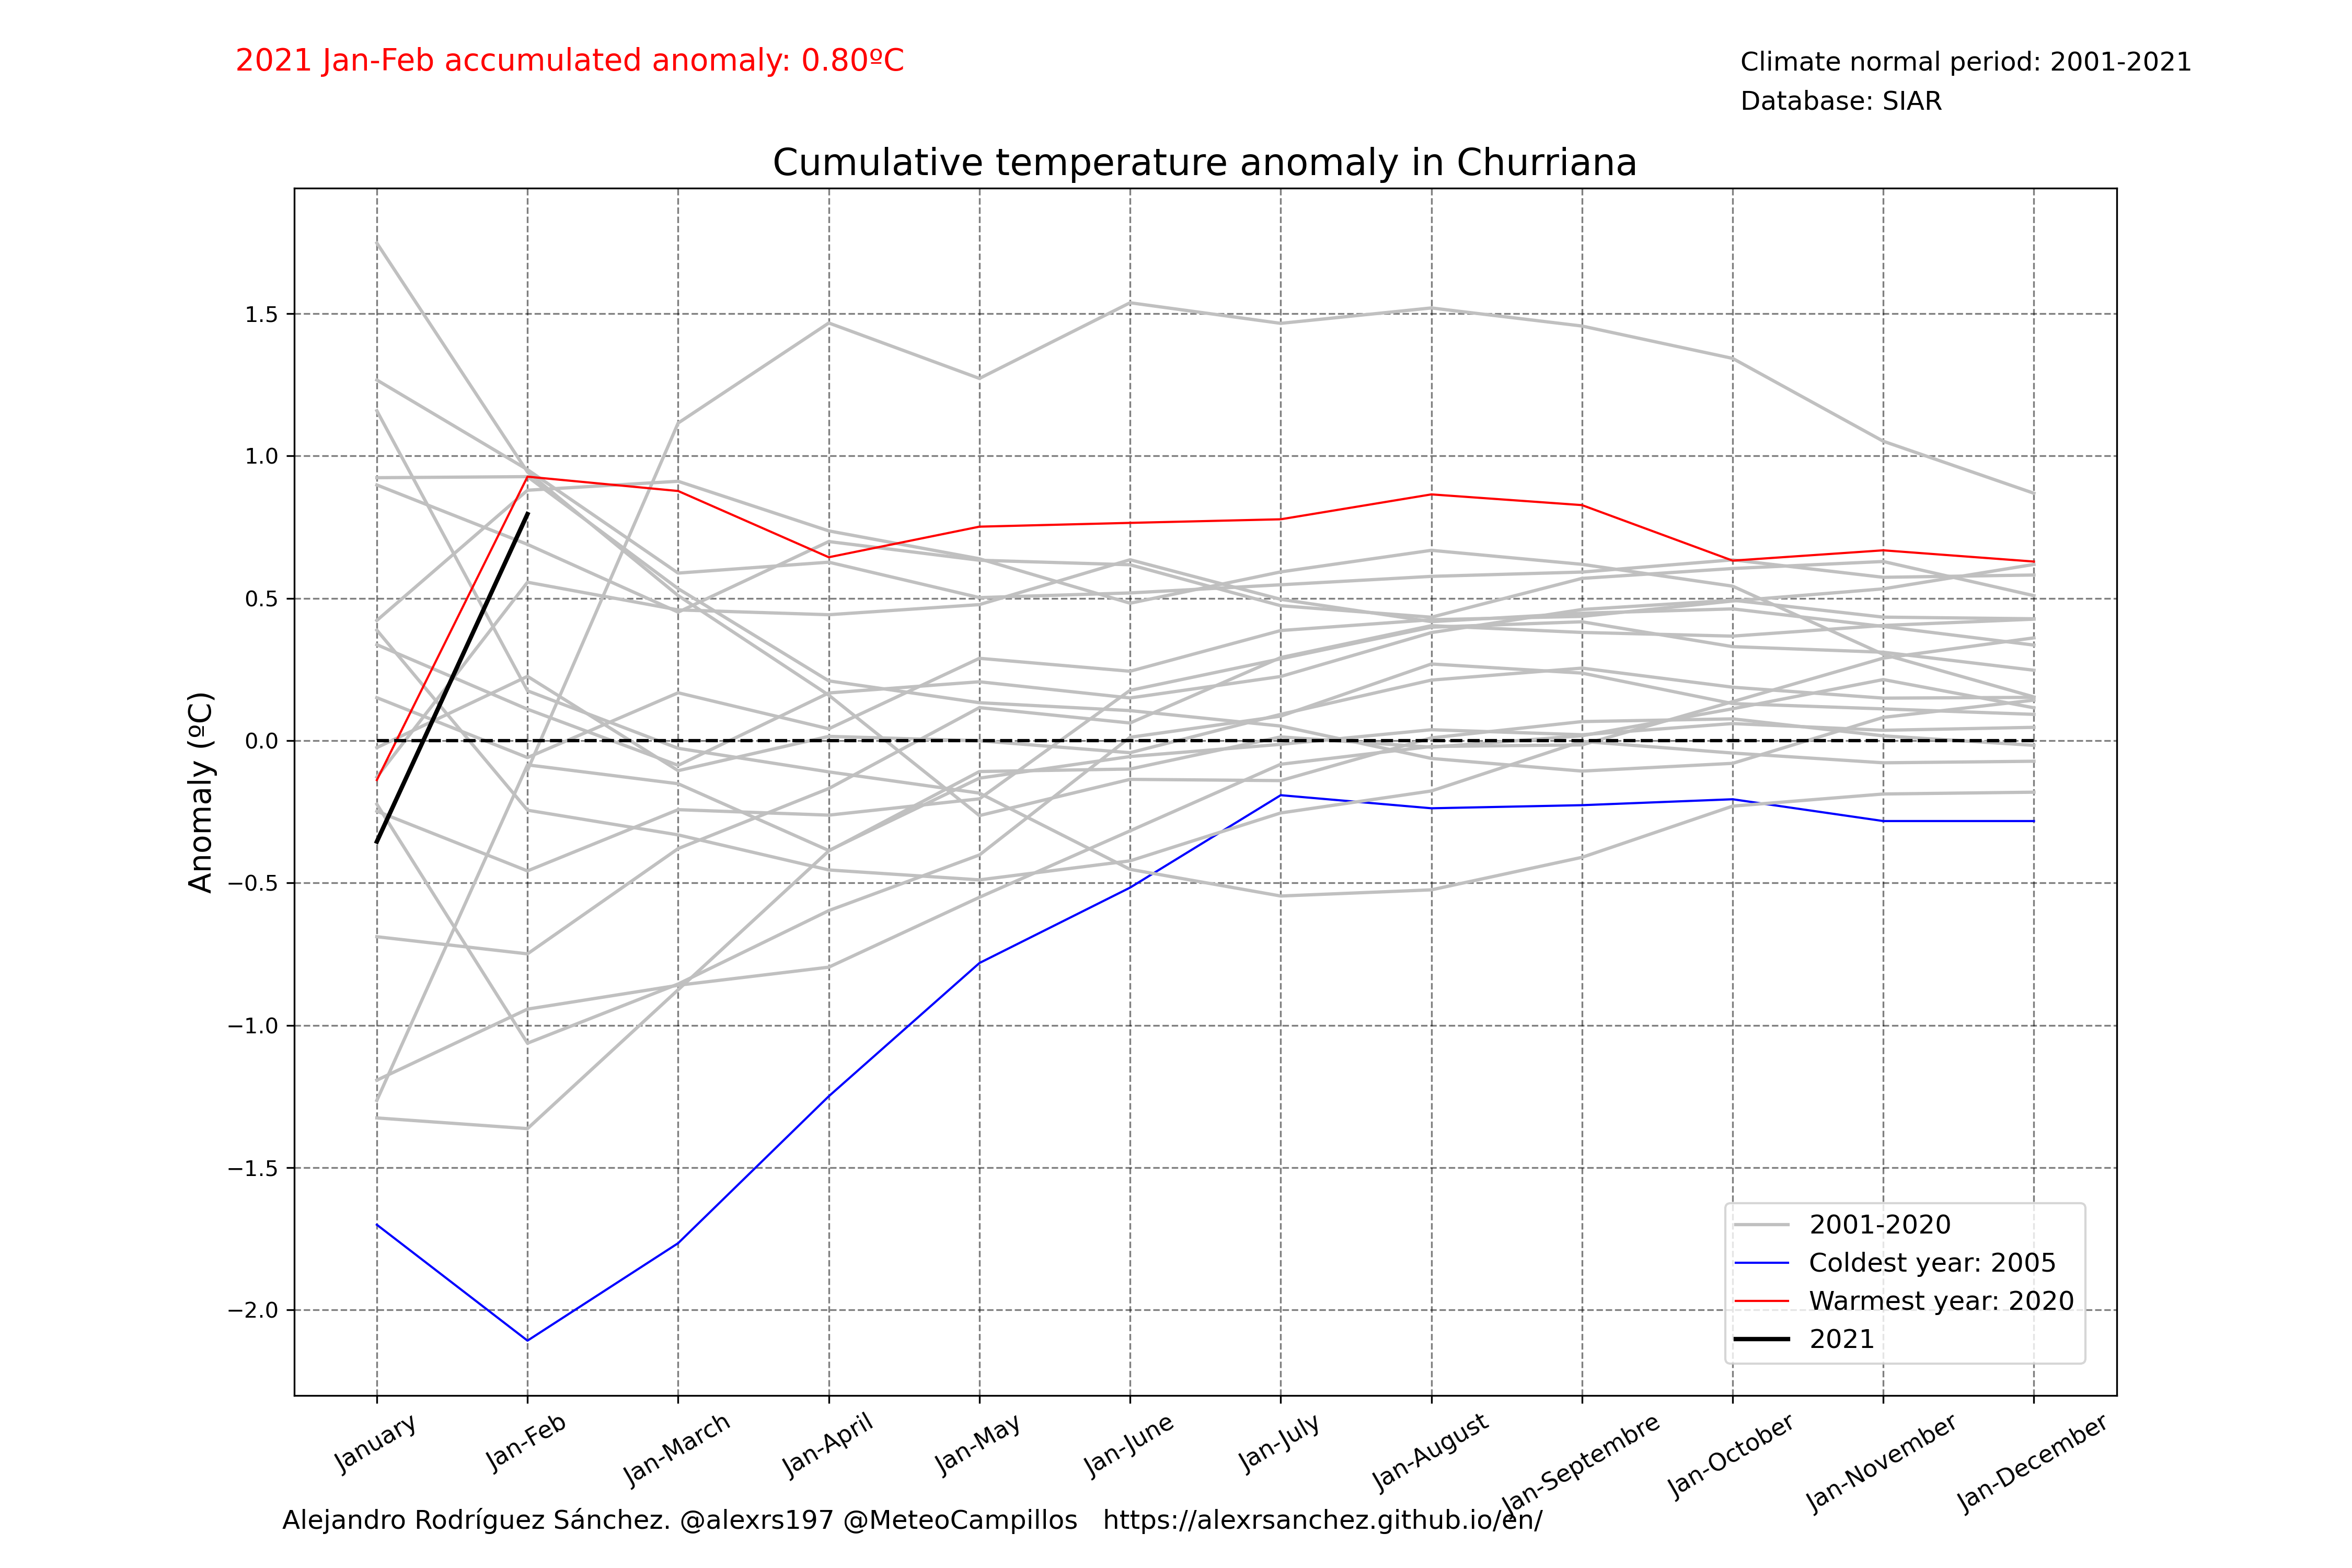 2021 Jan-Feb accumulated anomaly: 0.80ºC
Climate normal period: 2001-2021
Database: SIAR
Cumulative temperature anomaly in Churriana
Anomaly (ºC)
1.5
1.0
0.5
0.0
−0.5
−1.0
−1.5
−2.0
2001-2020
Coldest year: 2005
Warmest year: 2020
2021
January
Jan-Feb
Jan-March
Jan-April
Jan-May
Jan-June
Jan-July
Jan-August
Jan-Septembre
Jan-October
Jan-November
Jan-December
Alejandro Rodríguez Sánchez. @alexrs197 @MeteoCampillos https://alexrsanchez.github.io/en/